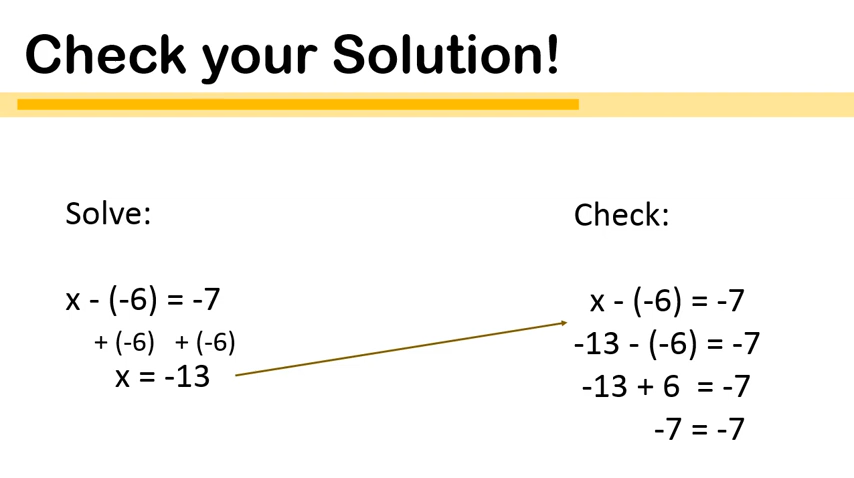 Check your Solution!
Solve:
x - (-6) = -7
+ (-6) + (-6)
x = -13
Check:
x - (-6) = -7
-13 - (-6) = -7
-13 + 6 = -7
-7 = -7